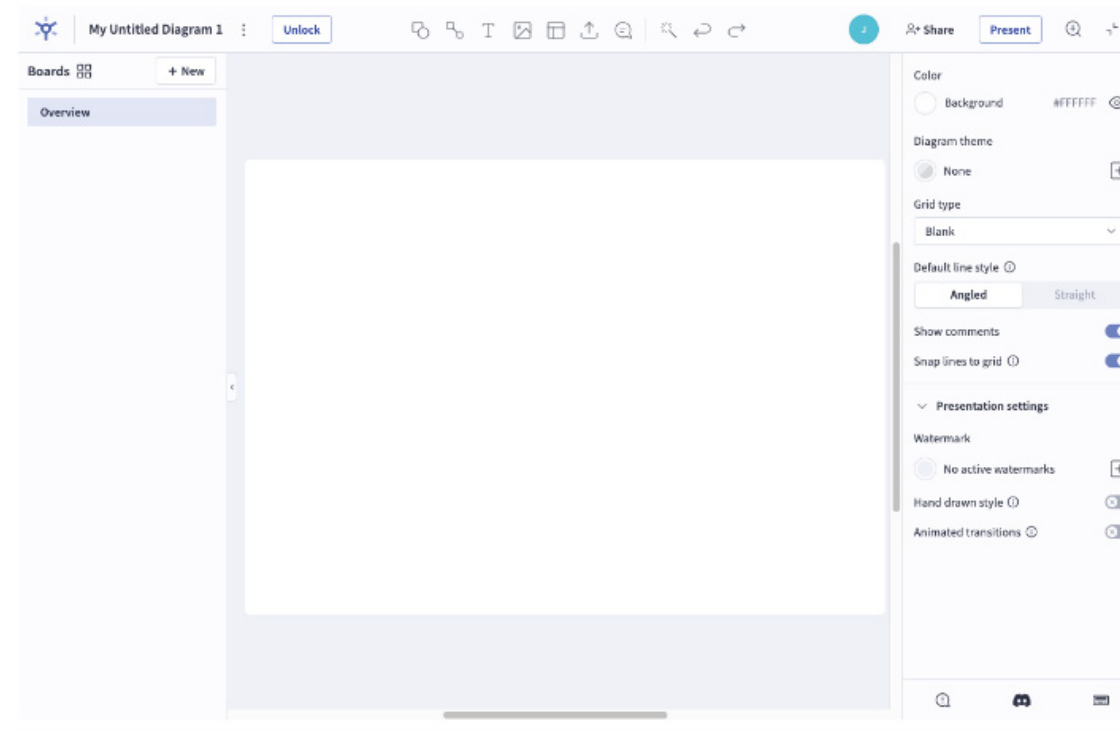 My Untitled Diagram 1
Unlock
T
J
Share
Present
Boards
+ New
Overview
Color
Background #FFFFFF
Diagram theme
None
Grid type
Blank
Default line style
Angled
Straight
Show comments
Snap lines to grid
Presentation settings
Watermark
No active watermarks
Hand drawn style
Animated transitions